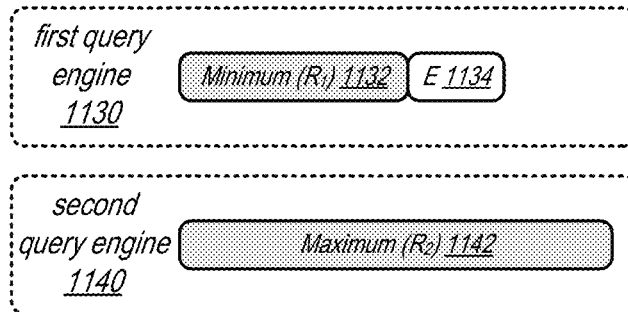 first query
engine
1130
Minimum (R₁) 1132
E 1134
second
query engine
1140
Maximum (R₂) 1142